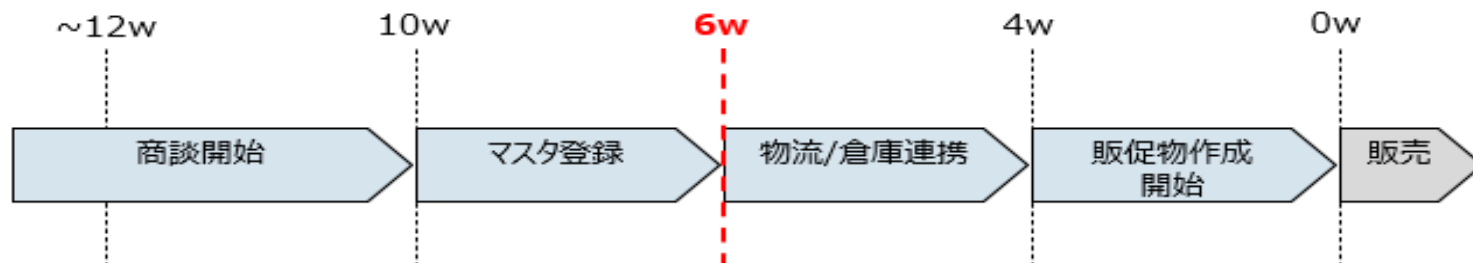 ~12w
10w
6w
4w
0w
商談開始
マスタ登録
物流/倉庫連携
販促物作成
開始
販売